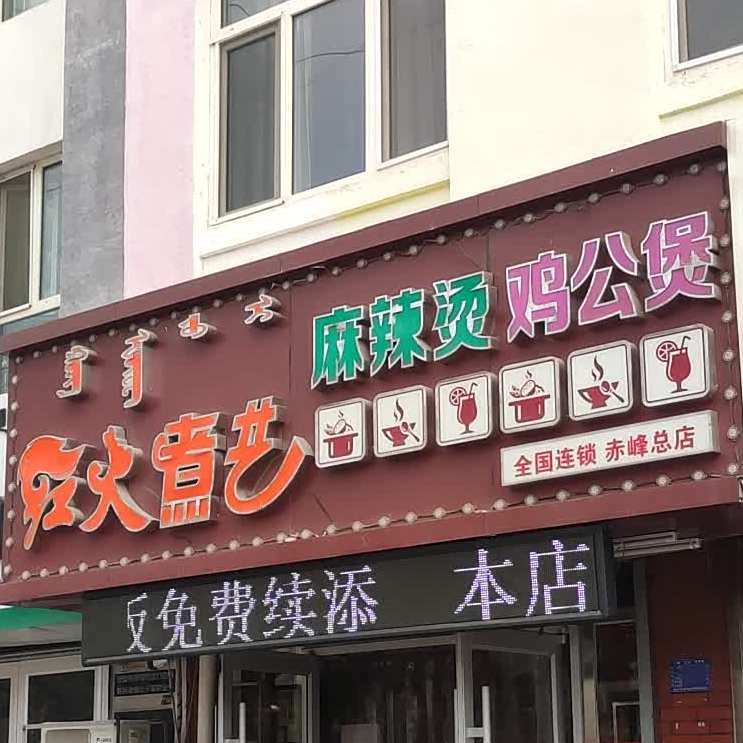 麻辣烫 鸡公煲
红火煮艺
全国连锁 赤峰总店
免费续添 本店